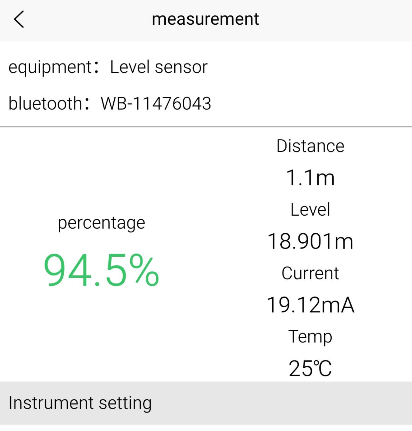 measurement
equipment：Level sensor
bluetooth：WB-11476043
Distance
1.1m
Level
18.901m
percentage
94.5%
Current
19.12mA
Temp
25℃
Instrument setting